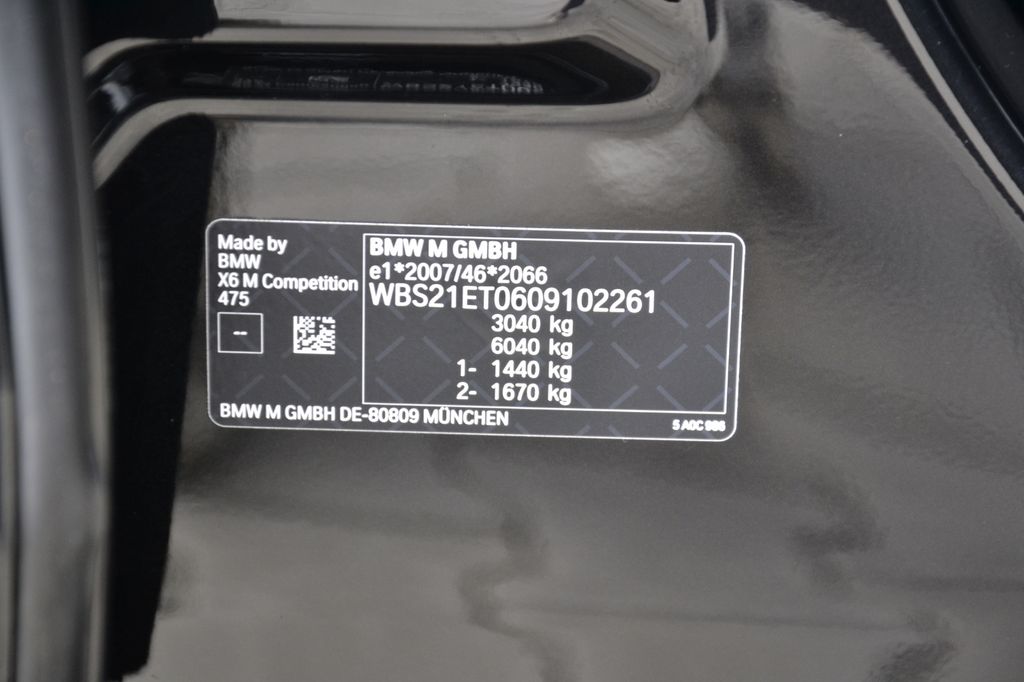 Made by
BMW
X6 M Competition
475
--
BMW M GMBH
e1*2007/46*2066
WBS21ET0609102261
3040 kg
6040 kg
1- 1440 kg
2- 1670 kg
BMW M GMBH DE-80809 MÜNCHEN
5 A0C 986